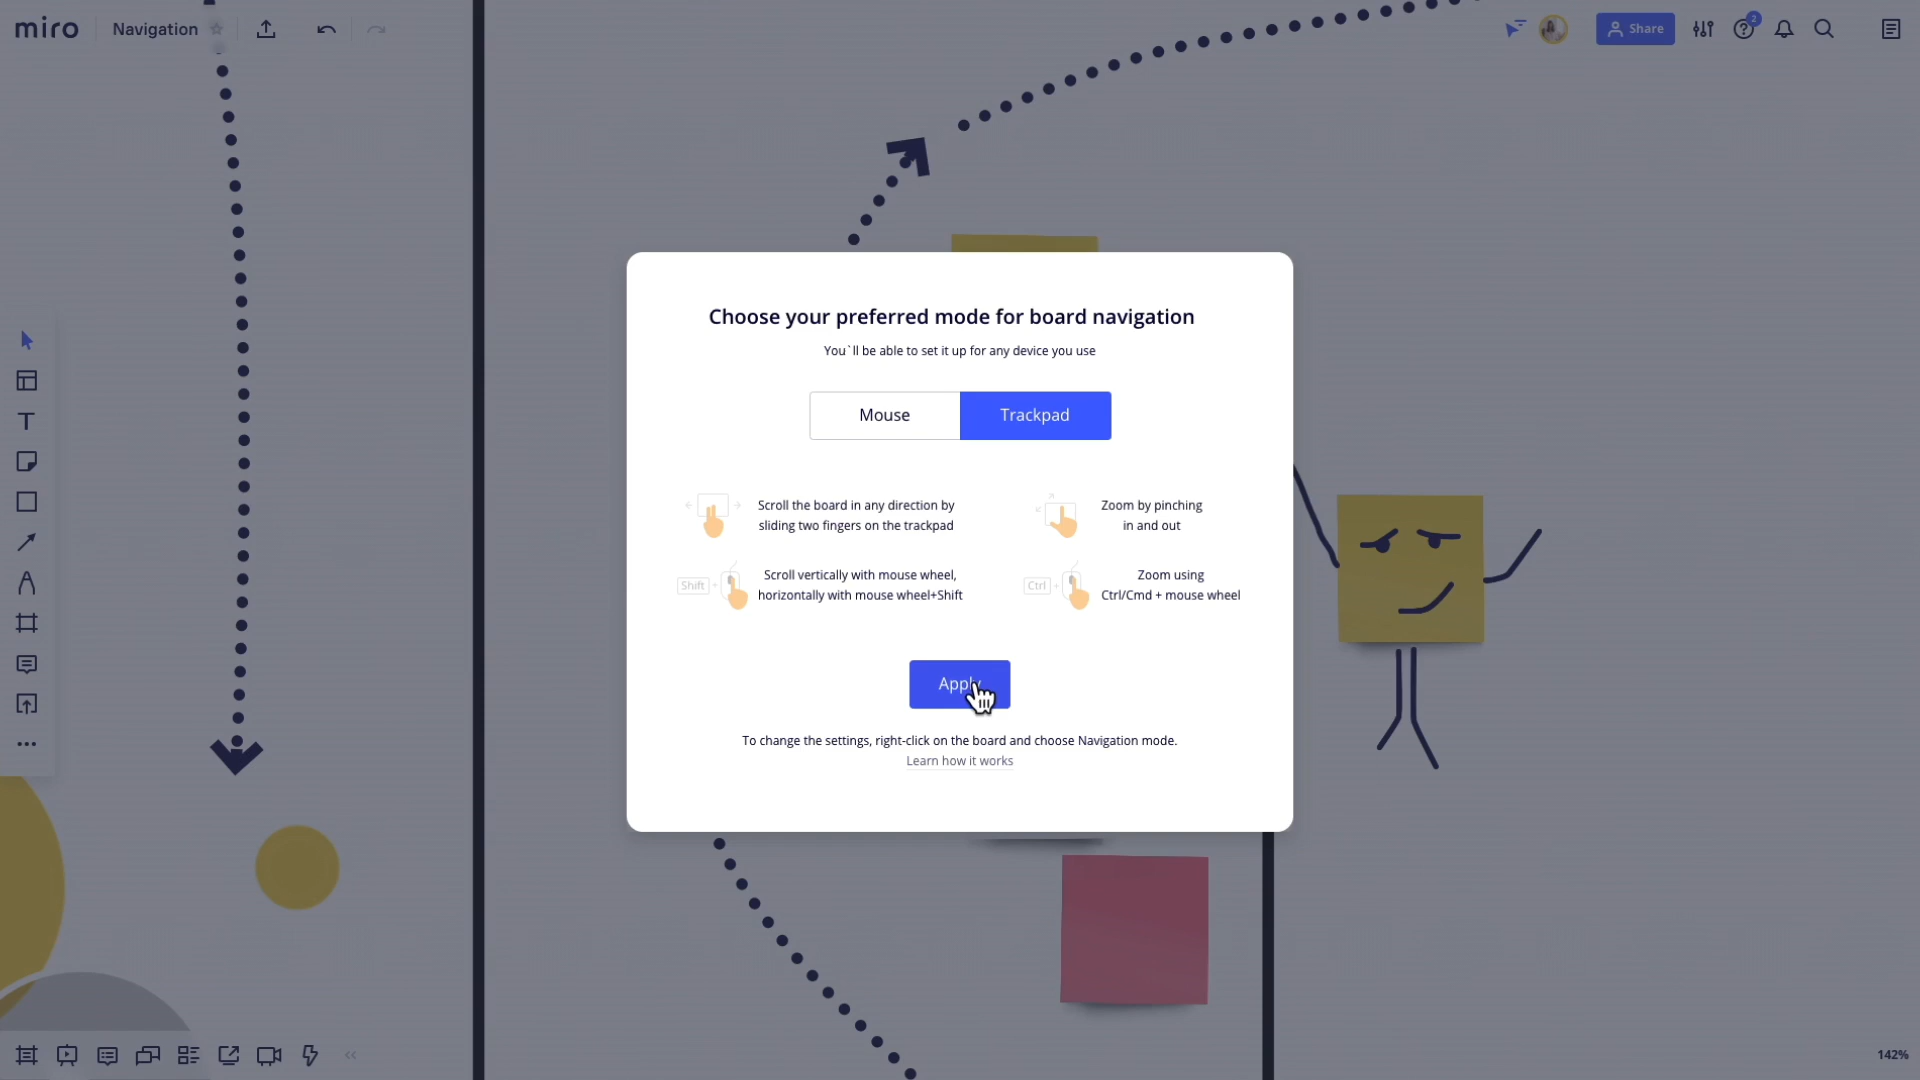 miro
Navigation
Share
2
Choose your preferred mode for board navigation
You`ll be able to set it up for any device you use
Mouse
Trackpad
Scroll the board in any direction by
sliding two fingers on the trackpad
Zoom by pinching
in and out
Shift +
Scroll vertically with mouse wheel,
horizontally with mouse wheel+Shift
Ctrl +
Zoom using
Ctrl/Cmd + mouse wheel
Apply
To change the settings, right-click on the board and choose Navigation mode.
Learn how it works
142%